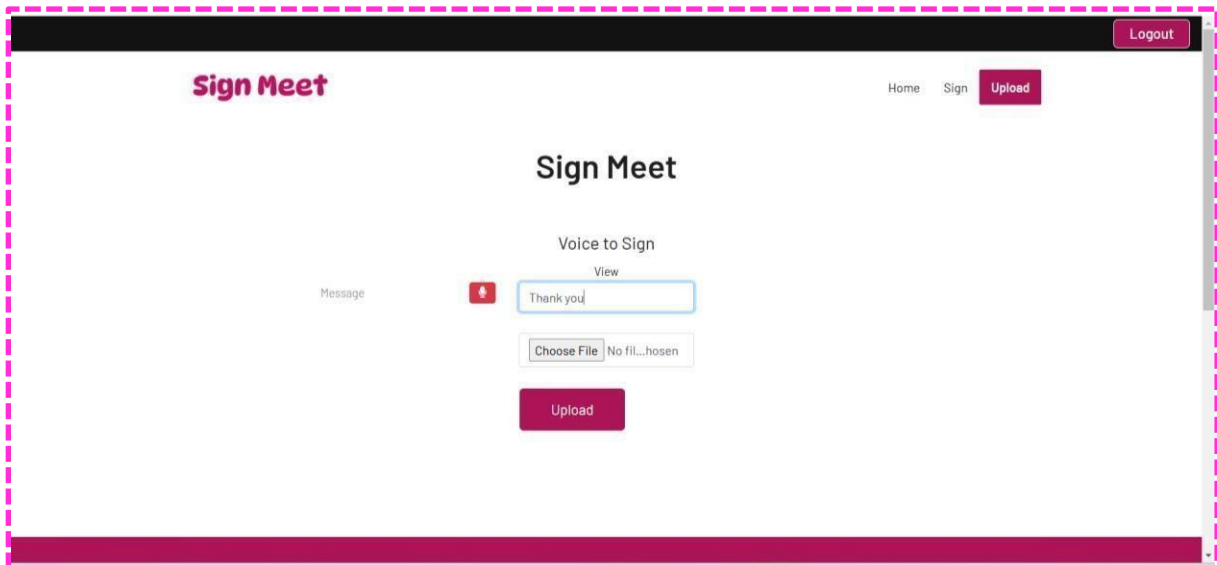 Logout
Sign Meet
Home Sign Upload
Sign Meet
Voice to Sign
View
Message
Thank you
Choose File No fil...hosen
Upload